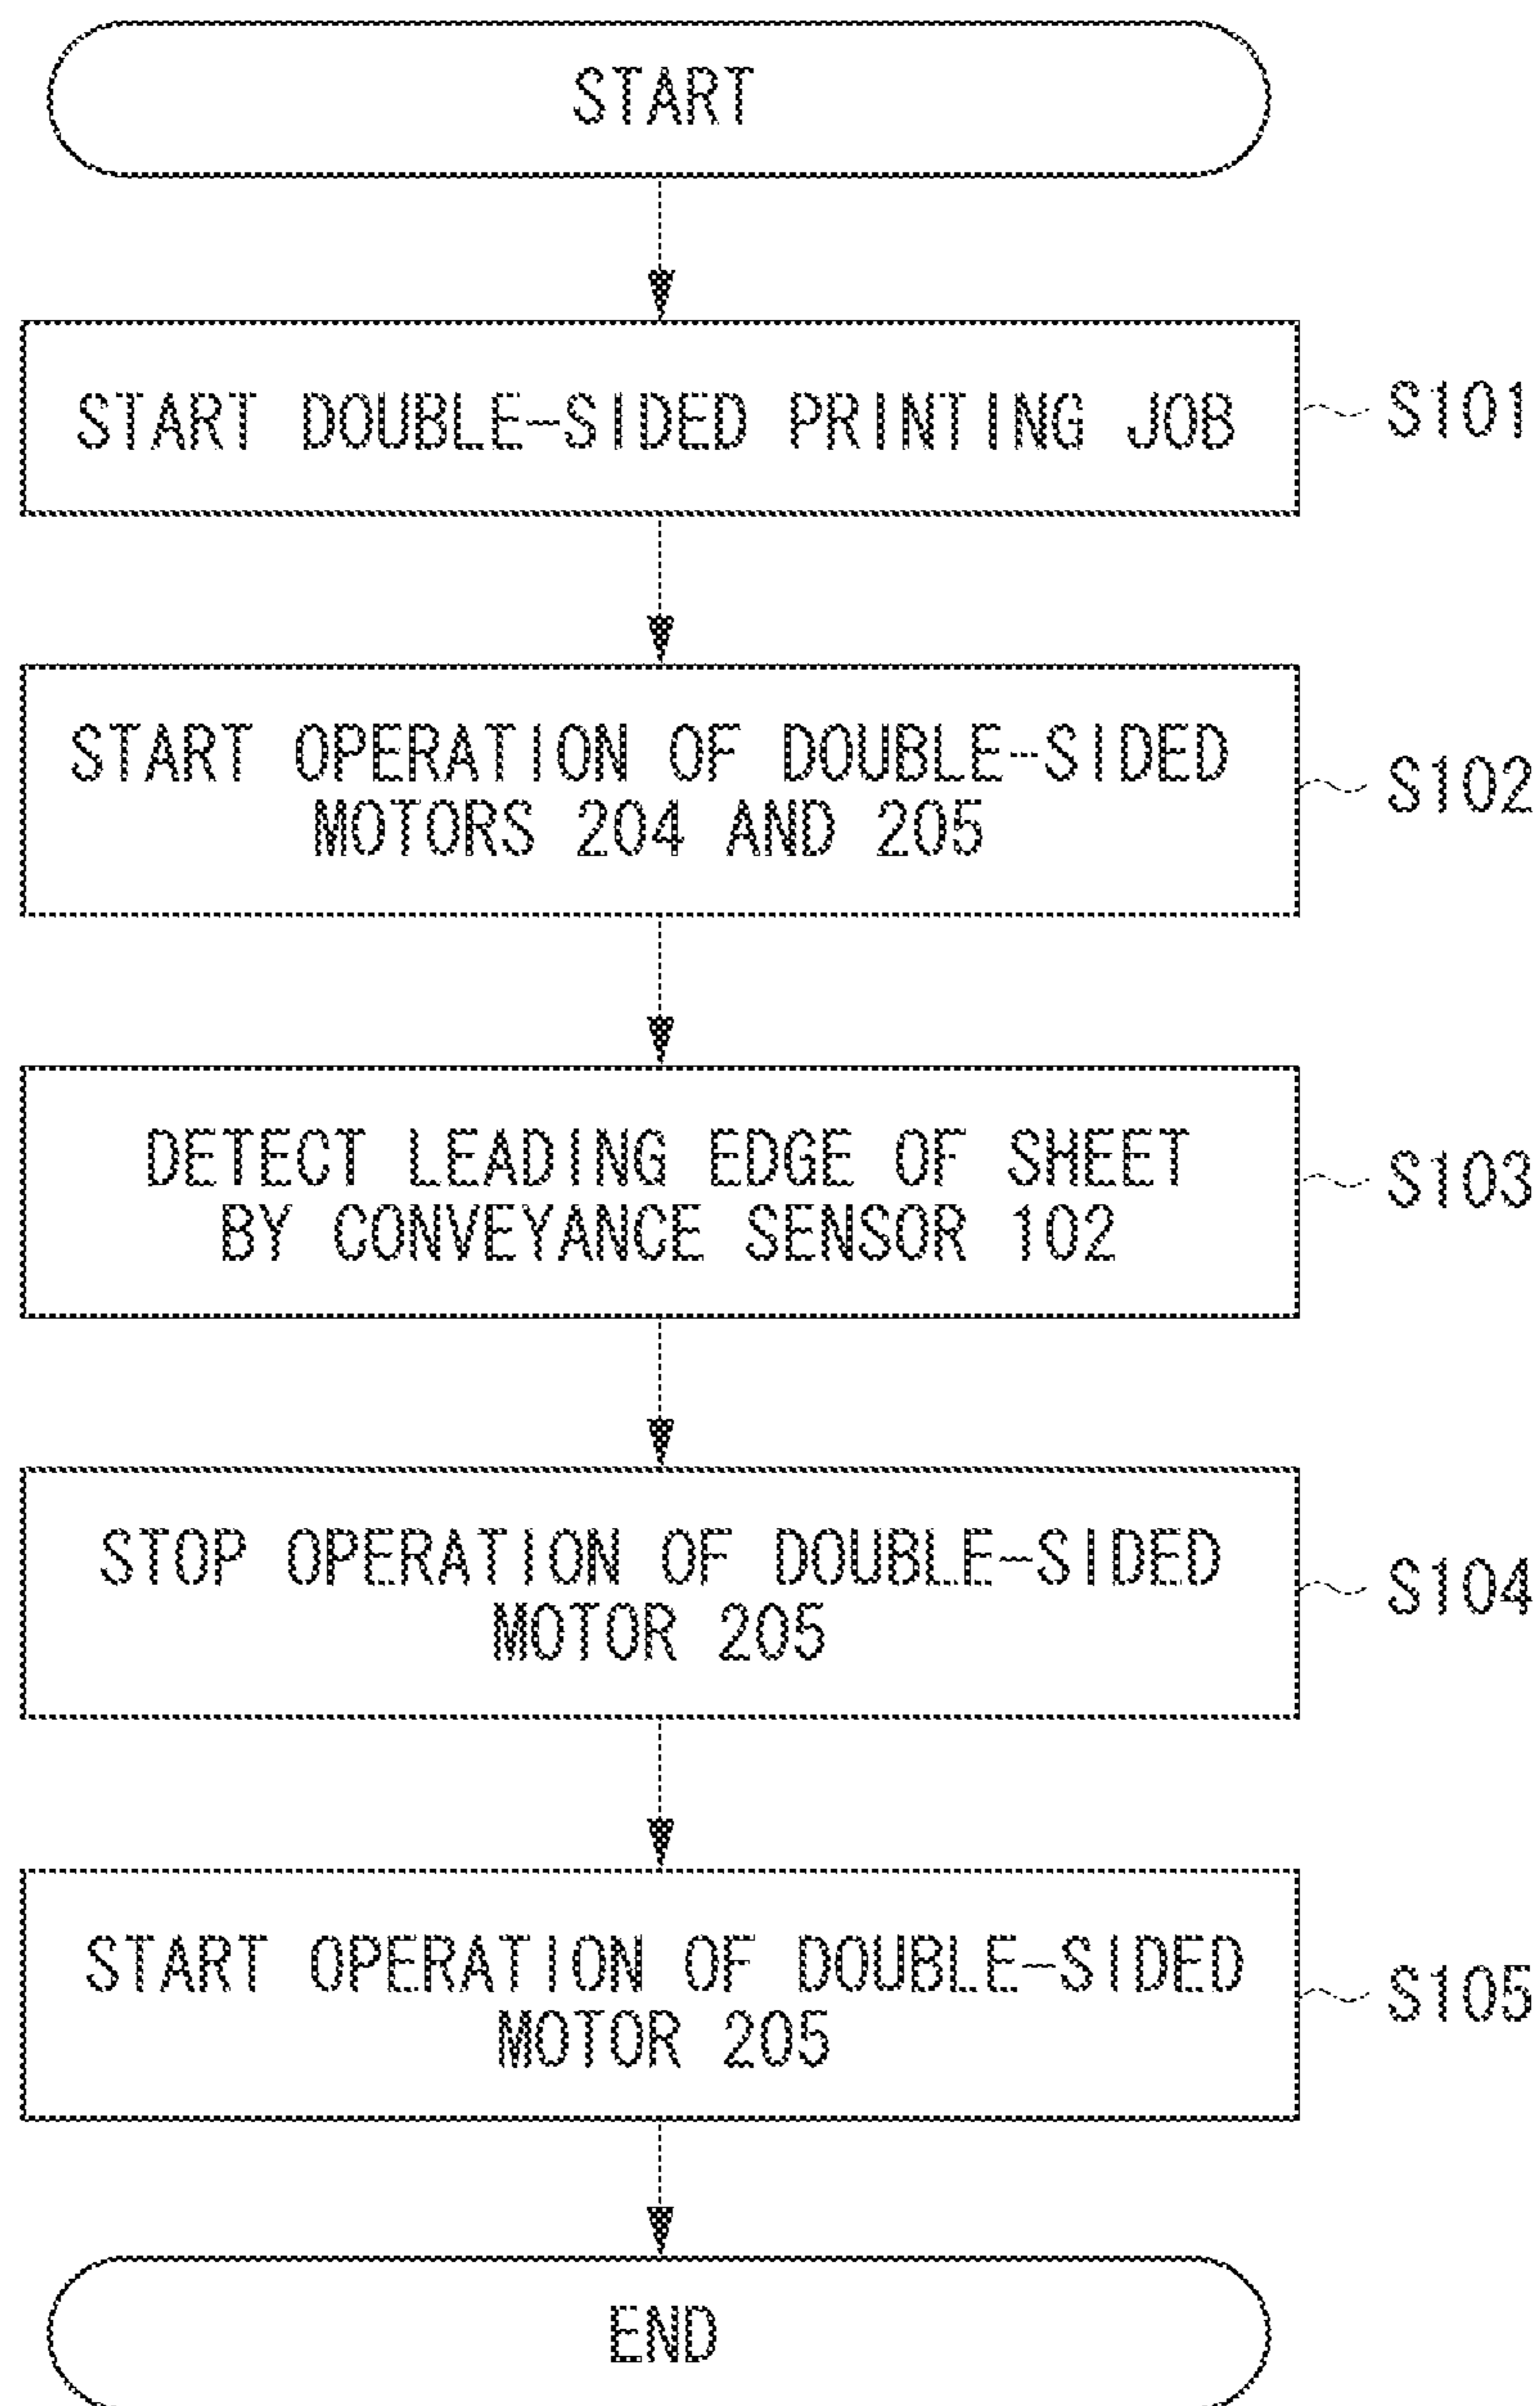 START
START DOUBLE-SIDED PRINTING JOB
S101
START OPERATION OF DOUBLE-SIDED
MOTORS 204 AND 205
S102
DETECT LEADING EDGE OF SHEET
BY CONVEYANCE SENSOR 102
S103
STOP OPERATION OF DOUBLE-SIDED
MOTOR 205
S104
START OPERATION OF DOUBLE-SIDED
MOTOR 205
S105
END